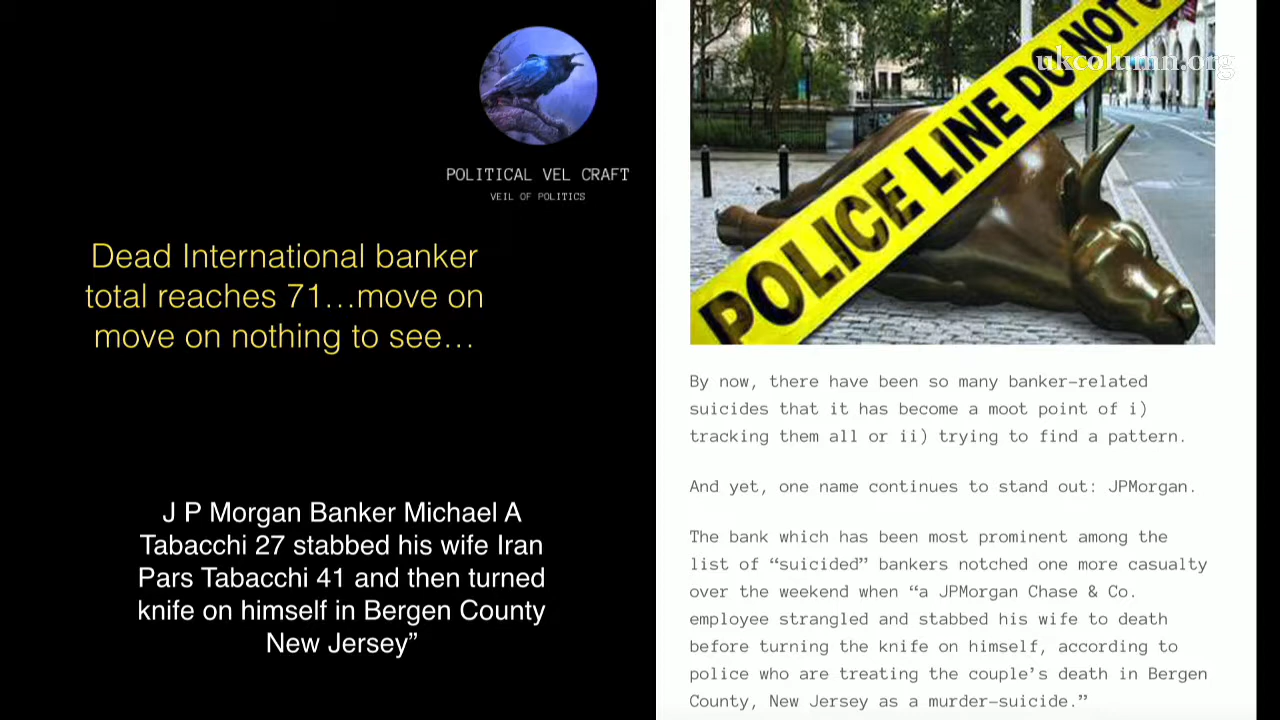 POLITICAL VEL CRAFT
VEIL OF POLITICS
Dead International banker
total reaches 71...move on
move on nothing to see...
J P Morgan Banker Michael A
Tabacchi 27 stabbed his wife Iran
Pars Tabacchi 41 and then turned
knife on himself in Bergen County
New Jersey”
ukcolumn.org
POLICE LINE DO NOT
By now, there have been so many banker-related
suicides that it has become a moot point of i)
tracking them all or ii) trying to find a pattern.
And yet, one name continues to stand out: JPMorgan.
The bank which has been most prominent among the
list of “suicided” bankers notched one more casualty
over the weekend when “a JPMorgan Chase & Co.
employee strangled and stabbed his wife to death
before turning the knife on himself, according to
police who are treating the couple’s death in Bergen
County, New Jersey as a murder-suicide.”